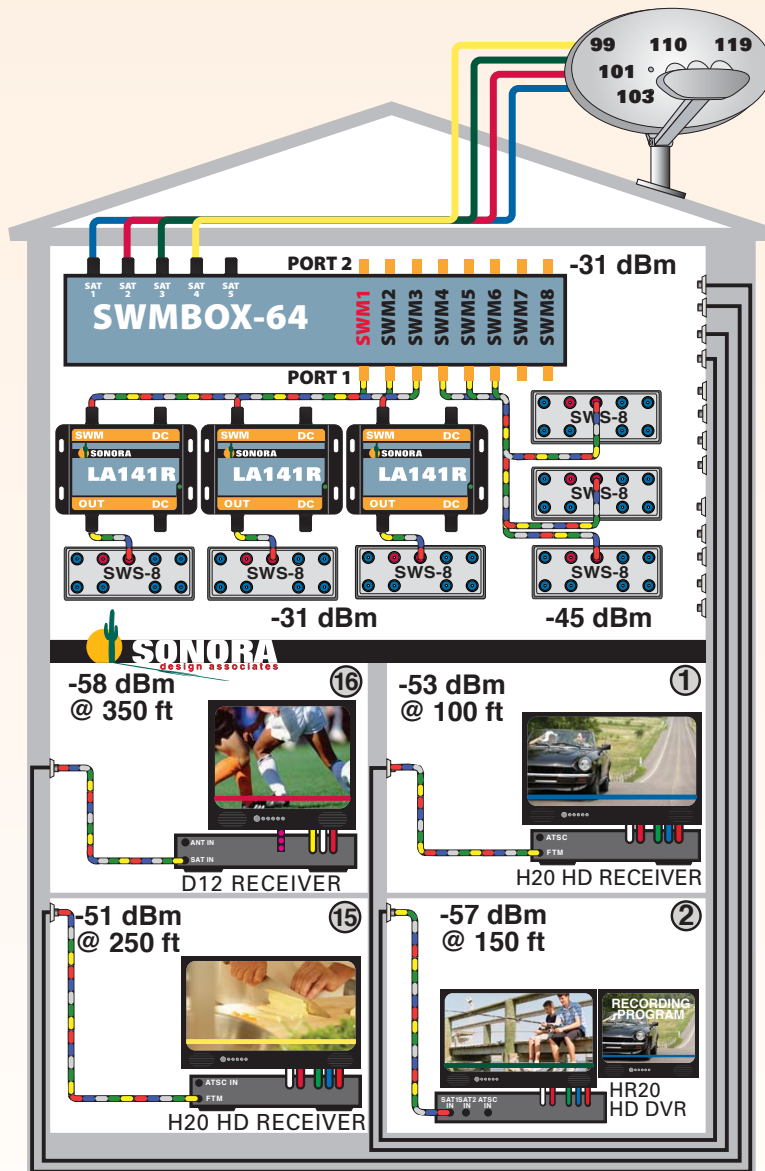 99 110 119
101
103
PORT 2
-31 dBm
SAT 1
SAT 2
SAT 3
SAT 4
SAT 5
SWMBOX-64
SWM1
SWM2
SWM3
SWM4
SWM5
SWM6
SWM7
SWM8
PORT 1
SWM DC
SONORA
LA141R
OUT DC
SWM DC
SONORA
LA141R
OUT DC
SWM DC
SONORA
LA141R
OUT DC
SWS-8
SWS-8
SWS-8
SWS-8
SWS-8
SWS-8
-31 dBm
-45 dBm
SONORA
design associates
-58 dBm
@ 350 ft
16
ANT IN
SAT IN
D12 RECEIVER
-53 dBm
@ 100 ft
1
ATSC
FTM
H20 HD RECEIVER
-51 dBm
@ 250 ft
15
ATSC IN
FTM
H20 HD RECEIVER
-57 dBm
@ 150 ft
2
RECORDING
PROGRAM
SAT1 SAT2 ATSC
IN IN IN
HR20
HD DVR